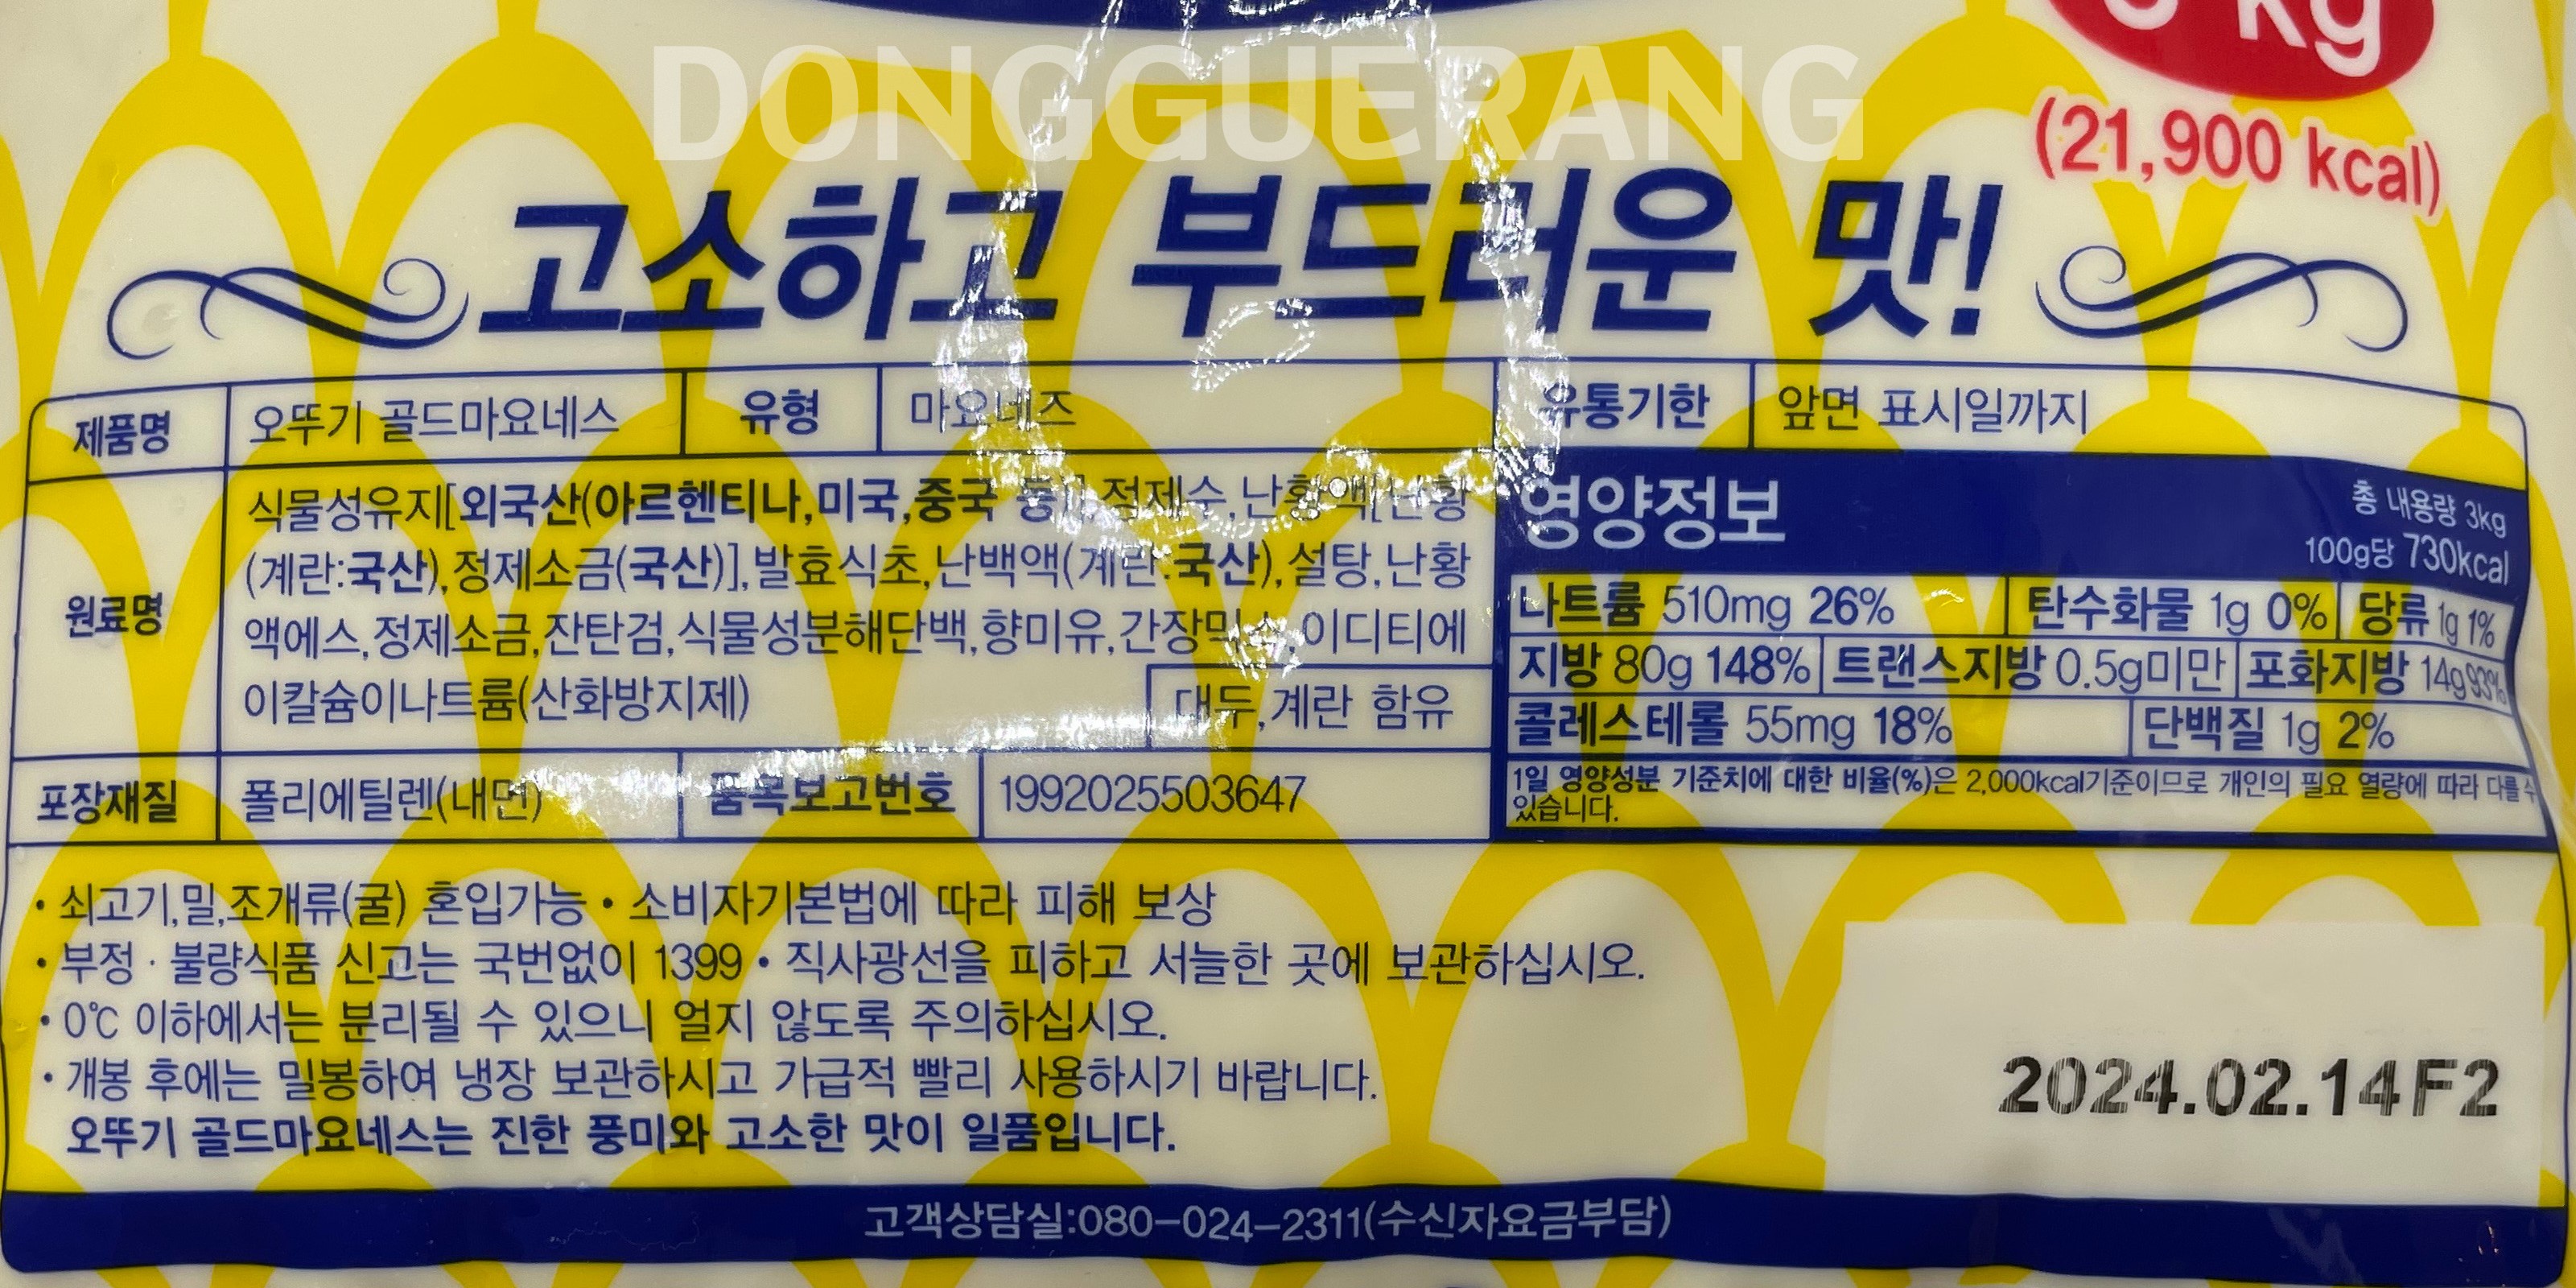 DONGGUERANG
kg
(21,900 kcal)
고소하고 부드러운 맛!
제품명 오뚜기 골드마요네스 유형 마요네즈 유통기한 앞면 표시일까지
원료명
식물성유지[외국산(아르헨티나,미국,중국 등)],정제수,난황액[난황
(계란:국산),정제소금(국산)],발효식초,난백액(계란:국산),설탕,난황
액에스,정제소금,잔탄검,식물성분해단백,향미유,간장믹스,이디티에
이칼슘이나트륨(산화방지제)
대두,계란 함유
포장재질 폴리에틸렌(내면) 품목보고번호 1992025503647
영양정보
총 내용량 3kg
100g당 730kcal
나트륨 510mg 26% 탄수화물 1g 0% 당류 1g 1%
지방 80g 148% 트랜스지방 0.5g미만 포화지방 14g 93%
콜레스테롤 55mg 18% 단백질 1g 2%
1일 영양성분 기준치에 대한 비율(%)은 2,000kcal기준이므로 개인의 필요 열량에 따라 다를 수
있습니다.
• 쇠고기,밀,조개류(굴) 혼입가능 • 소비자기본법에 따라 피해 보상
• 부정 · 불량식품 신고는 국번없이 1399 • 직사광선을 피하고 서늘한 곳에 보관하십시오.
• 0℃ 이하에서는 분리될 수 있으니 얼지 않도록 주의하십시오.
• 개봉 후에는 밀봉하여 냉장 보관하시고 가급적 빨리 사용하시기 바랍니다.
오뚜기 골드마요네스는 진한 풍미와 고소한 맛이 일품입니다.
2024.02.14F2
고객상담실:080-024-2311(수신자요금부담)